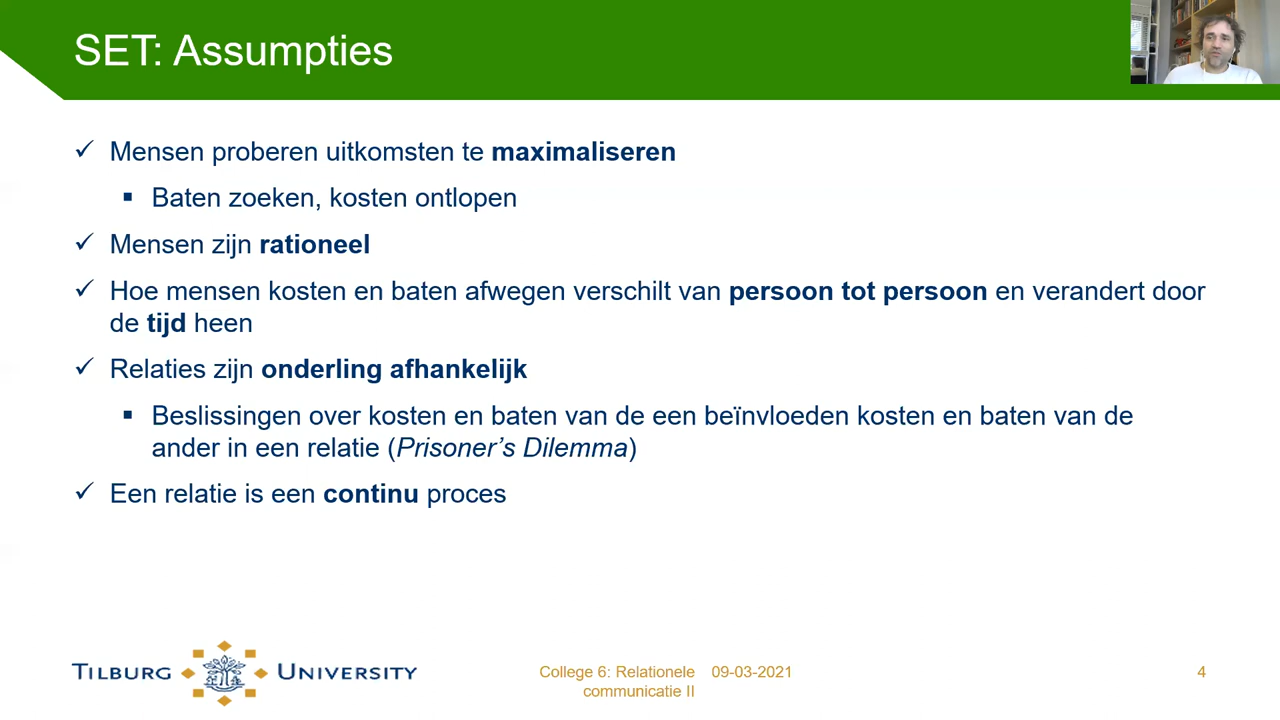 SET: Assumpties
Mensen proberen uitkomsten te maximaliseren
Baten zoeken, kosten ontlopen
Mensen zijn rationeel
Hoe mensen kosten en baten afwegen verschilt van persoon tot persoon en verandert door
de tijd heen
Relaties zijn onderling afhankelijk
Beslissingen over kosten en baten van de een beïnvloeden kosten en baten van de
ander in een relatie (Prisoner’s Dilemma)
Een relatie is een continu proces
TILBURG UNIVERSITY
College 6: Relationele
communicatie II
09-03-2021
4